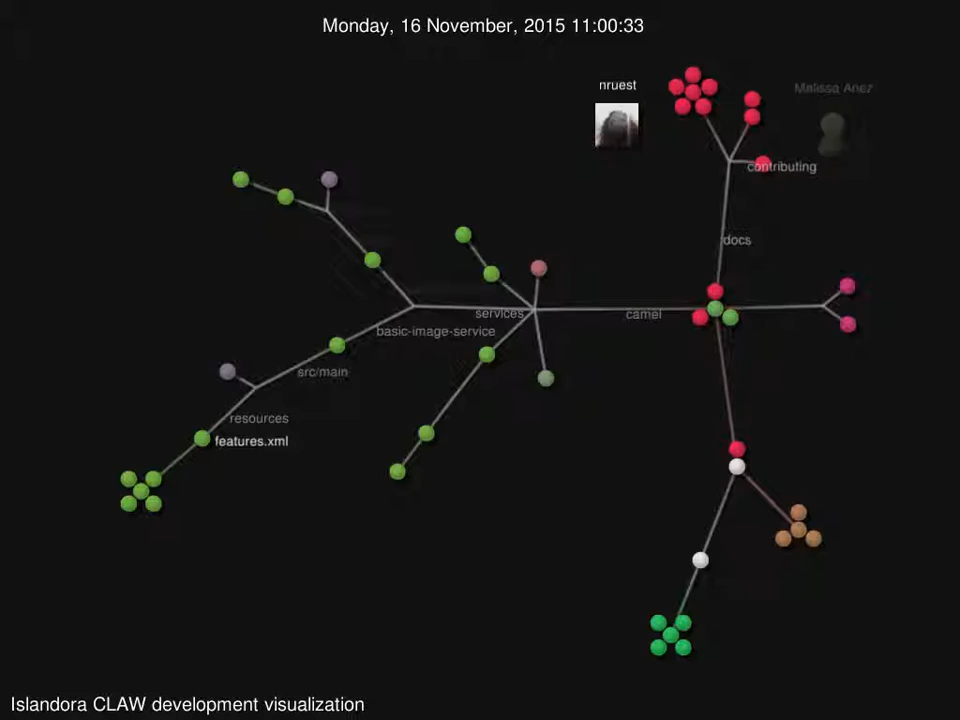 Monday, 16 November, 2015 11:00:33
nruest
Melissa Anez
contributing
docs
services
camel
basic-image-service
src/main
resources
features.xml
Islandora CLAW development visualization